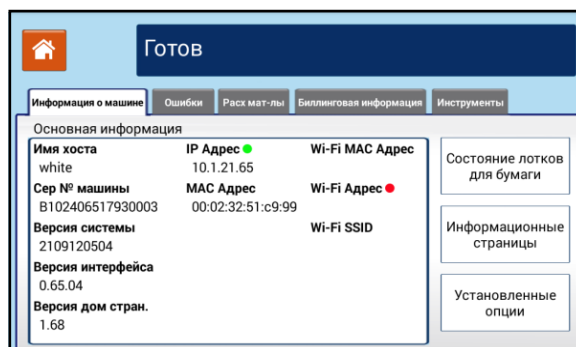 Готов
Информация о машине Ошибки Расх мат-лы Биллинговая информация Инструменты
Основная информация
Имя хоста IP Адрес Wi-Fi MAC Адрес
white 10.1.21.65
Сер № машины MAC Адрес Wi-Fi Адрес
B102406517930003 00:02:32:51:c9:99
Версия системы Wi-Fi SSID
2109120504
Версия интерфейса
0.65.04
Версия дом стран.
1.68
Состояние лотков
для бумаги
Информационные
страницы
Установленные
опции